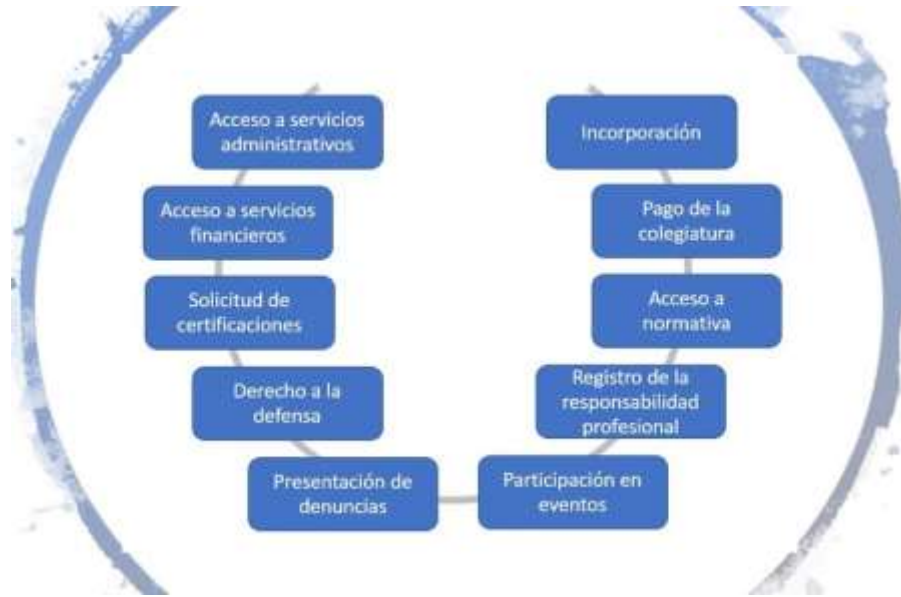 Acceso a servicios
administrativos
Incorporación
Acceso a servicios
financieros
Pago de la
colegiatura
Solicitud de
certificaciones
Acceso a
normativa
Derecho a la
defensa
Registro de la
responsabilidad
profesional
Presentación de
denuncias
Participación en
eventos